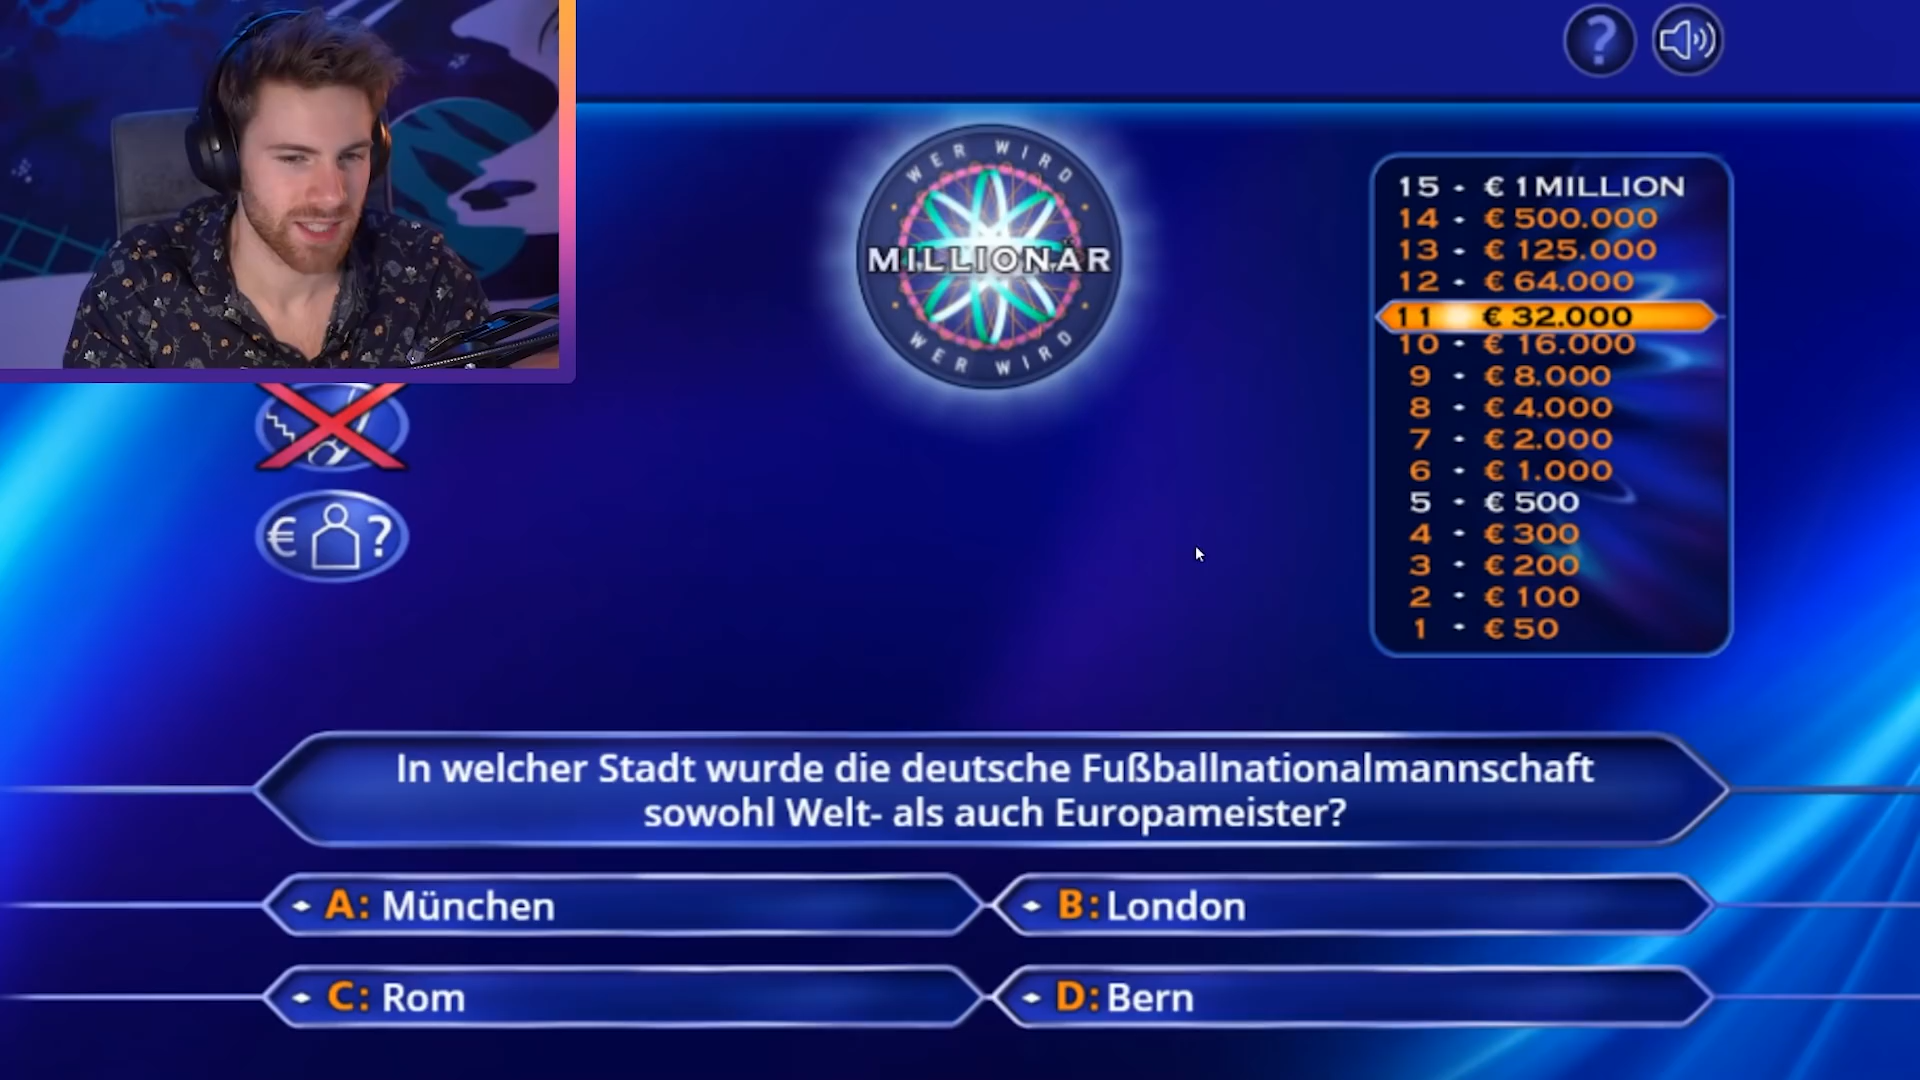 ?
WER WIRD
MILLIONÄR
WER WIRD
15 · € 1 MILLION
14 · € 500.000
13 · € 125.000
12 · € 64.000
11 € 32.000
10 · € 16.000
9 · € 8.000
8 · € 4.000
7 · € 2.000
6 · € 1.000
5 · € 500
4 · € 300
3 · € 200
2 · € 100
1 · € 50
€ ?
In welcher Stadt wurde die deutsche Fußballnationalmannschaft
sowohl Welt- als auch Europameister?
A: München
B: London
C: Rom
D: Bern